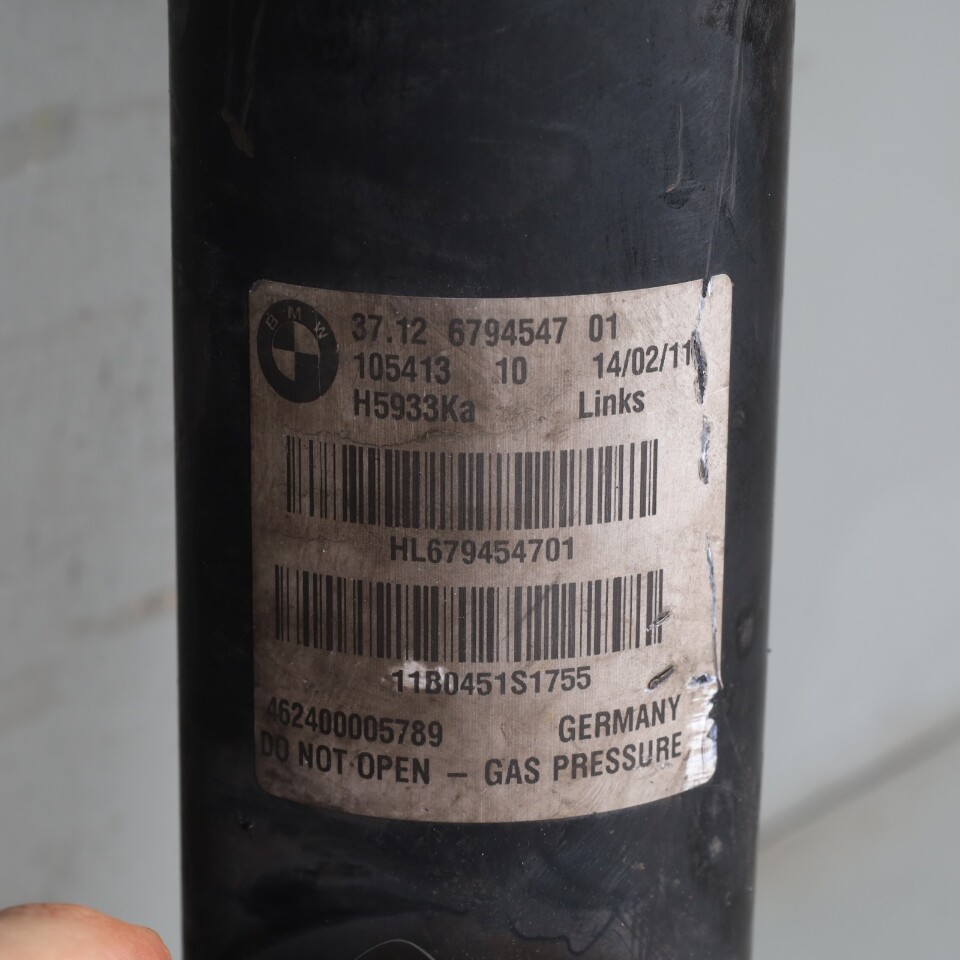 BMW
37.12 6794547 01
105413 10 14/02/11
H5933Ka Links
HL679454701
11B0451S1755
462400005789 GERMANY
DO NOT OPEN – GAS PRESSURE